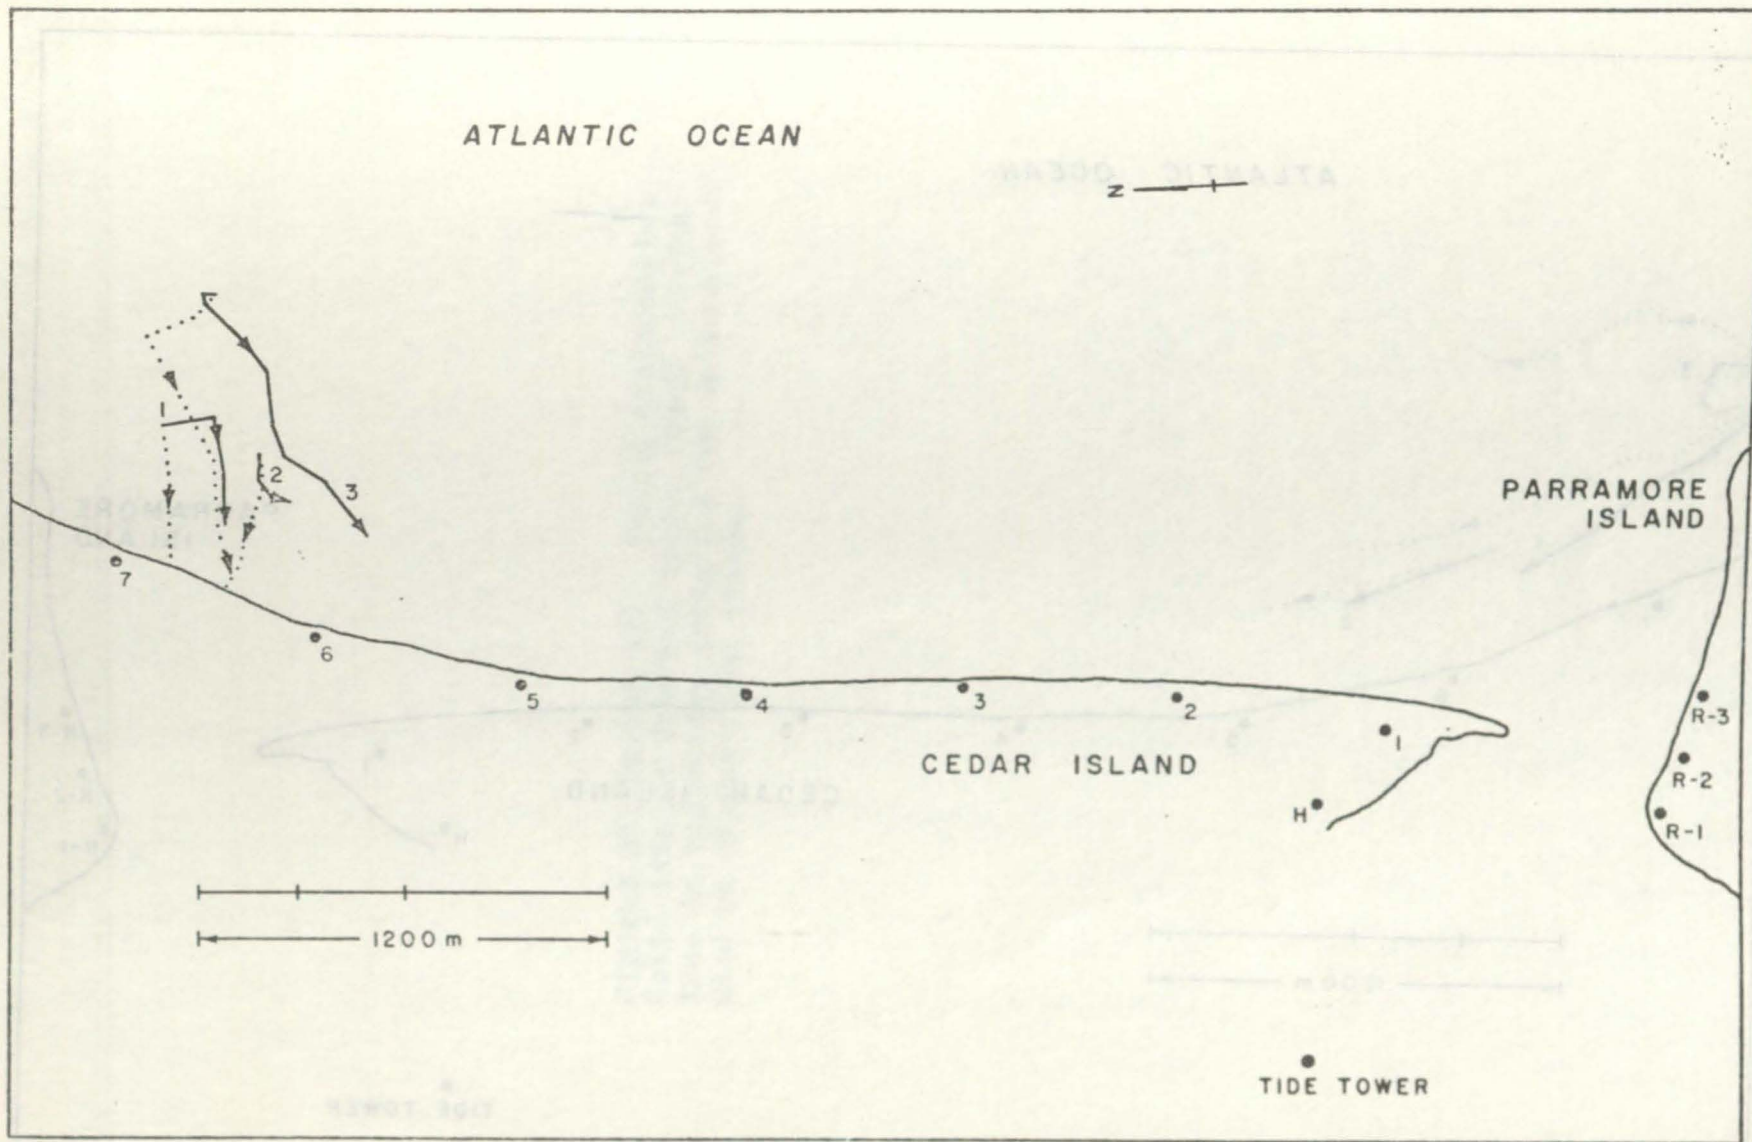 ATLANTIC OCEAN
N
1
2
3
PARRAMORE
ISLAND
7
6
5
4
3
2
1
R-3
R-2
R-1
CEDAR ISLAND
H
1200 m
TIDE TOWER